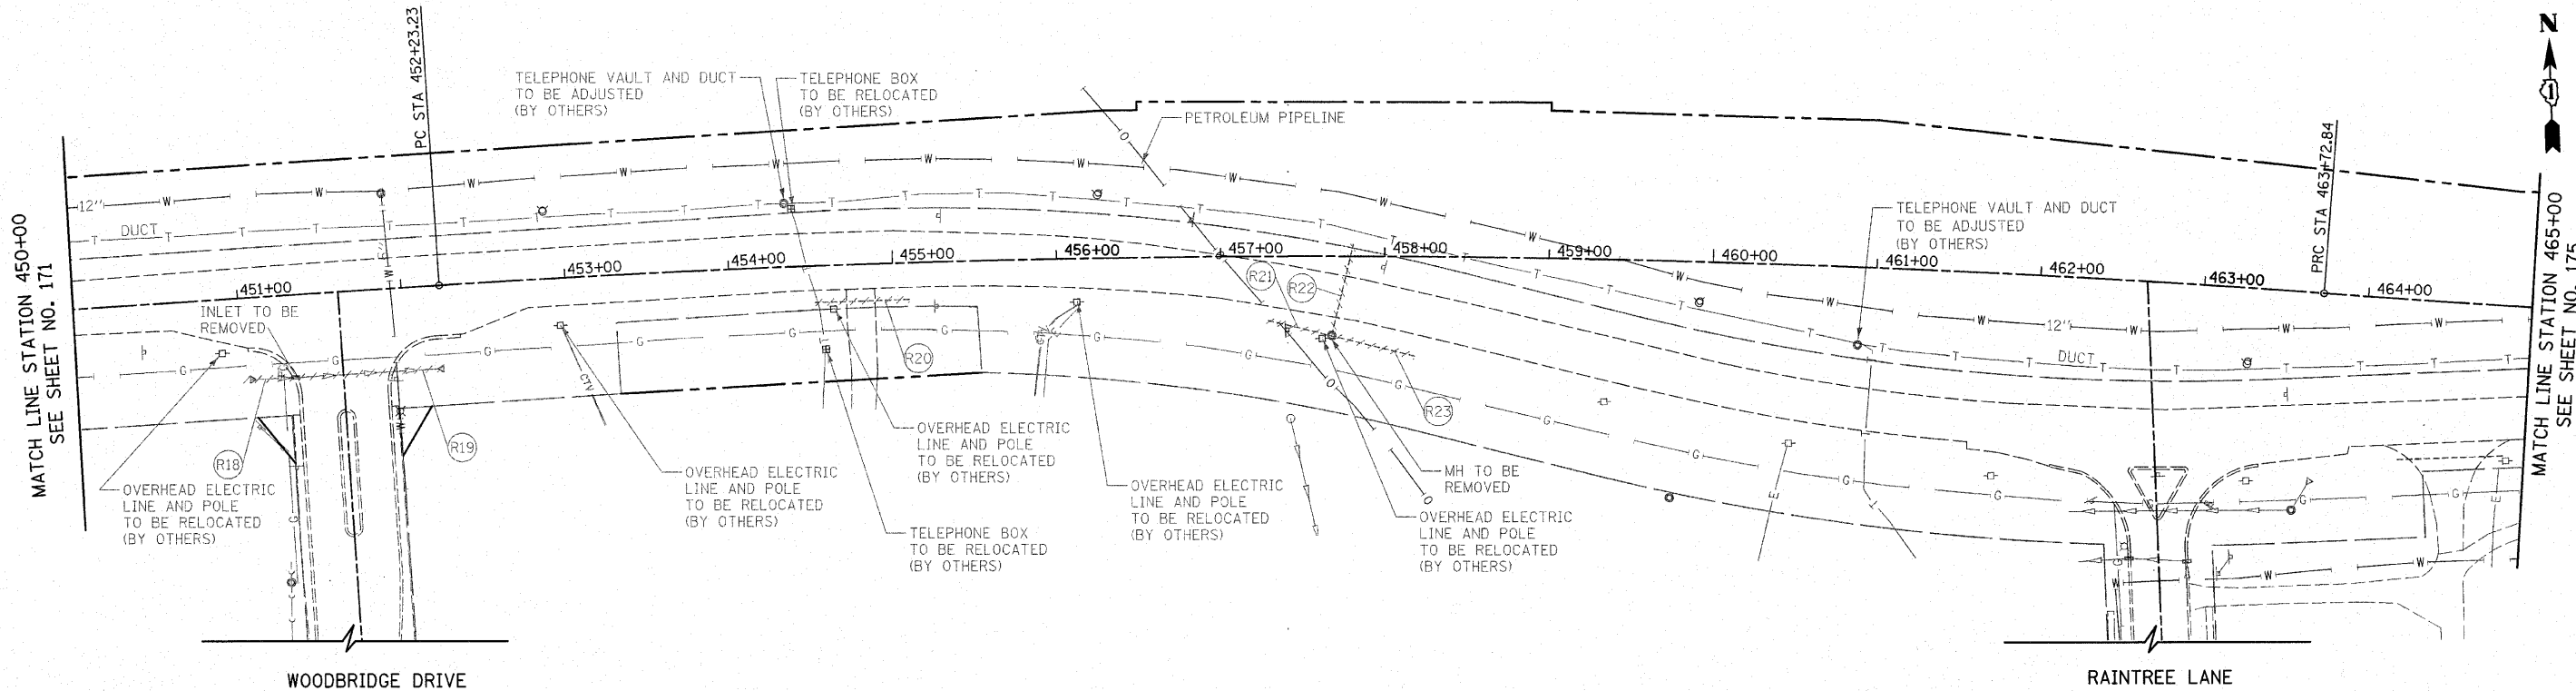 N
1
PC STA 452+23.23
PRC STA 463+72.84
TELEPHONE VAULT AND DUCT
TO BE ADJUSTED
(BY OTHERS)
TELEPHONE BOX
TO BE RELOCATED
(BY OTHERS)
PETROLEUM PIPELINE
TELEPHONE VAULT AND DUCT
TO BE ADJUSTED
(BY OTHERS)
MATCH LINE STATION 450+00
SEE SHEET NO. 171
MATCH LINE STATION 465+00
SEE SHEET NO. 175
12"
DUCT
451+00
453+00
454+00
455+00
456+00
457+00
458+00
459+00
460+00
461+00
462+00
463+00
464+00
INLET TO BE
REMOVED
R18
R19
R20
R21
R22
R23
CTV
12"
DUCT
OVERHEAD ELECTRIC
LINE AND POLE
TO BE RELOCATED
(BY OTHERS)
OVERHEAD ELECTRIC
LINE AND POLE
TO BE RELOCATED
(BY OTHERS)
OVERHEAD ELECTRIC
LINE AND POLE
TO BE RELOCATED
(BY OTHERS)
TELEPHONE BOX
TO BE RELOCATED
(BY OTHERS)
OVERHEAD ELECTRIC
LINE AND POLE
TO BE RELOCATED
(BY OTHERS)
MH TO BE
REMOVED
OVERHEAD ELECTRIC
LINE AND POLE
TO BE RELOCATED
(BY OTHERS)
WOODBRIDGE DRIVE
RAINTREE LANE